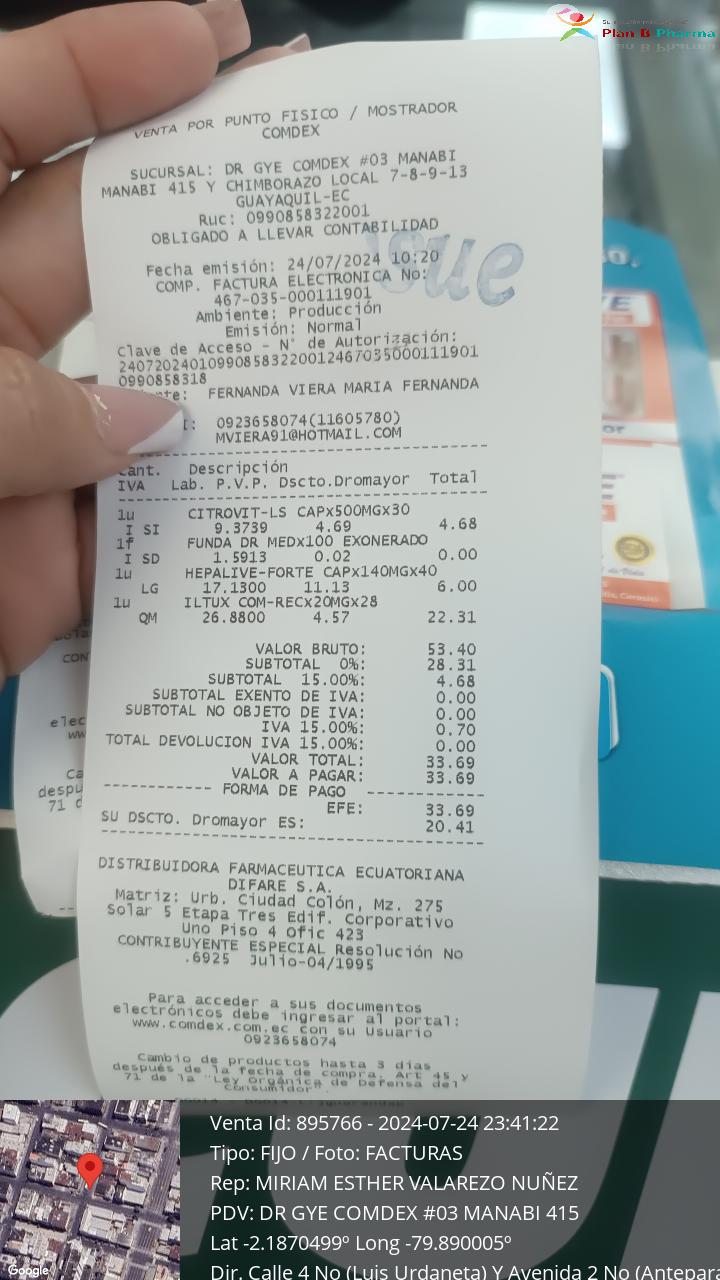 Plan B Pharma
VENTA POR PUNTO FISICO / MOSTRADOR
COMDEX
SUCURSAL: DR GYE COMDEX #03 MANABI
MANABI 415 Y CHIMBORAZO LOCAL 7-8-9-13
GUAYAQUIL-EC
Ruc: 0990858322001
OBLIGADO A LLEVAR CONTABILIDAD
sue
Fecha emisión: 24/07/2024 10:20
COMP. FACTURA ELECTRONICA No:
467-035-000111901
Ambiente: Producción
Emisión: Normal
Clave de Acceso - N° de Autorización:
240720240109908583220012467035000111901
0990858318
nte: FERNANDA VIERA MARIA FERNANDA
I: 0923658074(11605780)
MVIERA91@HOTMAIL.COM
Cant. Descripción
IVA Lab. P.V.P. Dscto.Dromayor Total
1u CITROVIT-LS CAPx500MGx30
I SI 9.3739 4.69 4.68
1f FUNDA DR MEDx100 EXONERADO
I SD 1.5913 0.02 0.00
1u HEPALIVE-FORTE CAPx140MGx40
LG 17.1300 11.13 6.00
1u ILTUX COM-RECx20MGx28
QM 26.8800 4.57 22.31
VALOR BRUTO: 53.40
SUBTOTAL 0%: 28.31
SUBTOTAL 15.00%: 4.68
SUBTOTAL EXENTO DE IVA: 0.00
SUBTOTAL NO OBJETO DE IVA: 0.00
IVA 15.00%: 0.70
TOTAL DEVOLUCION IVA 15.00%: 0.00
VALOR TOTAL: 33.69
VALOR A PAGAR: 33.69
----------- FORMA DE PAGO -----------
EFE: 33.69
SU DSCTO. Dromayor ES: 20.41
DISTRIBUIDORA FARMACEUTICA ECUATORIANA
DIFARE S.A.
Matriz: Urb. Ciudad Colón, Mz. 275
Solar 5 Etapa Tres Edif. Corporativo
Uno Piso 4 Ofic 423
CONTRIBUYENTE ESPECIAL Resolución No
.6925 Julio-04/1995
Para acceder a sus documentos
electrónicos debe ingresar al portal:
www.comdex.com.ec con su Usuario
0923658074
Cambio de productos hasta 3 días
después de la fecha de compra. Art 45 y
71 de la "Ley Orgánica de Defensa del
Consumidor".
Venta Id: 895766 - 2024-07-24 23:41:22
Tipo: FIJO / Foto: FACTURAS
Rep: MIRIAM ESTHER VALAREZO NUÑEZ
PDV: DR GYE COMDEX #03 MANABI 415
Lat -2.1870499º Long -79.890005º
Dir. Calle 4 No (Luis Urdaneta) Y Avenida 2 No (Antepara
Google